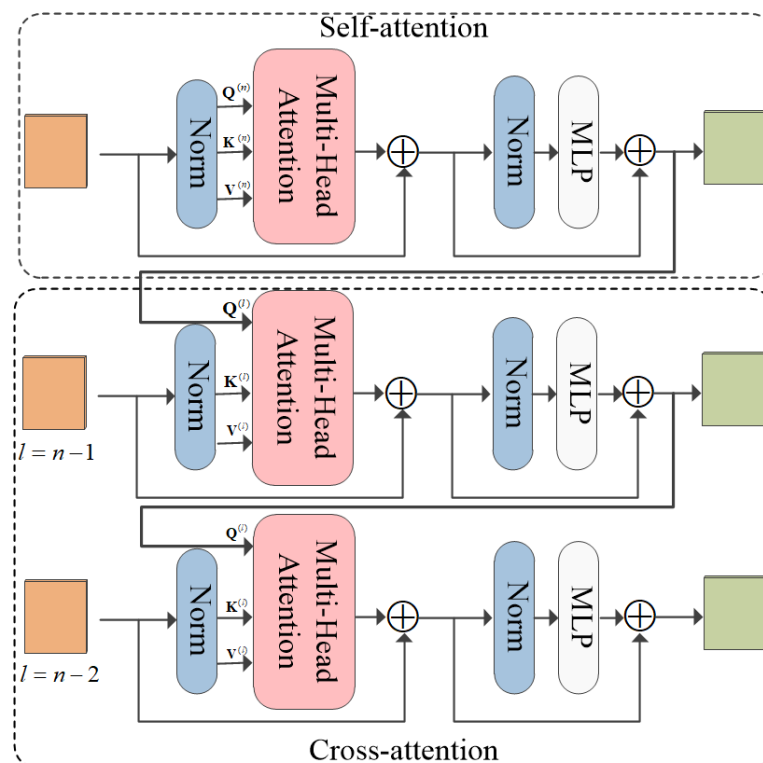 Self-attention
Norm
Q⁽ⁿ⁾
K⁽ⁿ⁾
V⁽ⁿ⁾
Multi-Head
Attention
Norm
MLP
l = n−1
Norm
Q⁽ˡ⁾
K⁽ˡ⁾
V⁽ˡ⁾
Multi-Head
Attention
Norm
MLP
l = n−2
Norm
Q⁽ˡ⁾
K⁽ˡ⁾
V⁽ˡ⁾
Multi-Head
Attention
Norm
MLP
Cross-attention